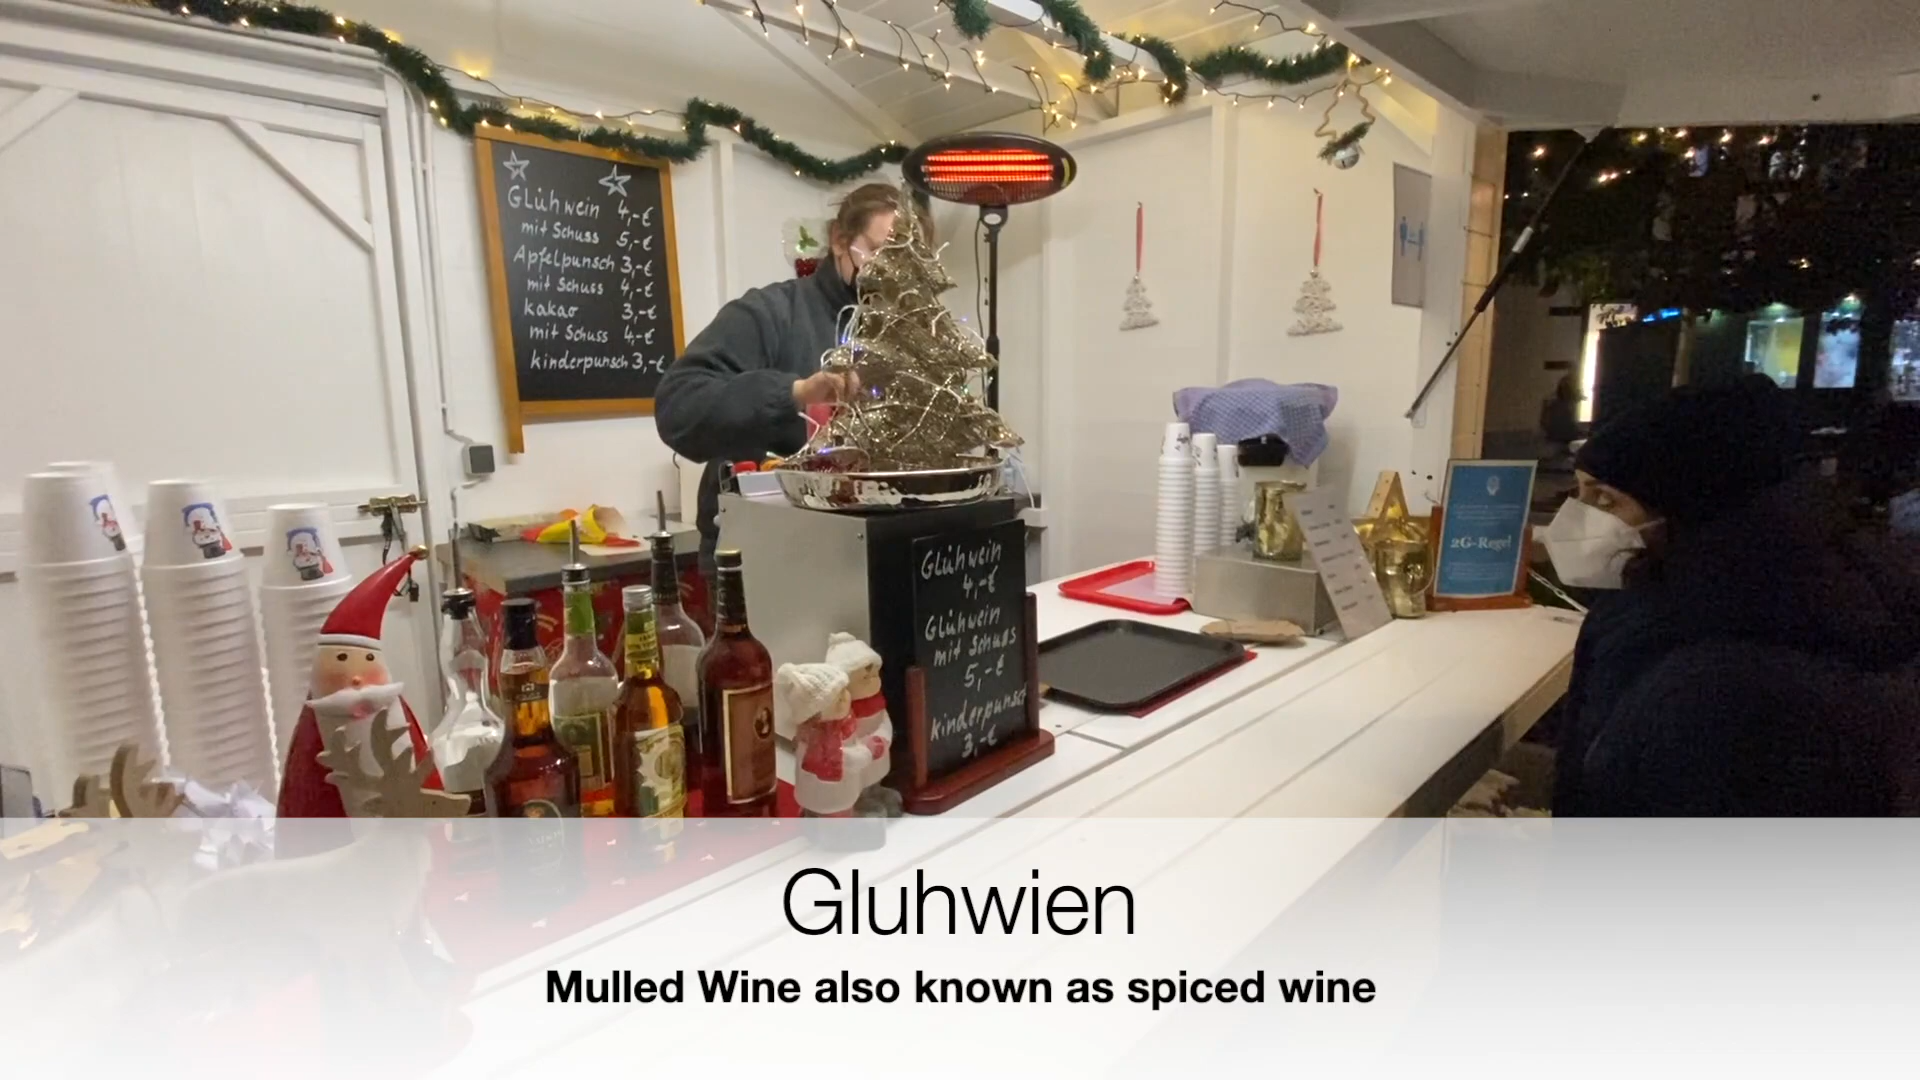 Glühwein 4,-€
mit Schuss 5,-€
Apfelpunsch 3,-€
mit Schuss 4,-€
kakao 3,-€
mit Schuss 4,-€
kinderpunsch 3,-€
Glühwein
4,-€
Glühwein
mit Schuss
5,-€
kinderpunsch
3,-€
2G-Regel
Gluhwien
Mulled Wine also known as spiced wine